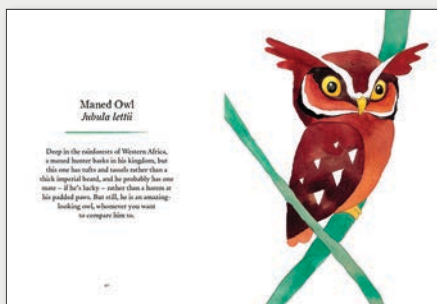 Maned Owl
Jubula lettii
Deep in the rainforests of Western Africa,
a maned hunter basks in his kingdom, but
this one has tufts and tassels rather than a
thick imperial beard, and he probably has one
mate – if he's lucky – rather than a harem at
his padded paws. But still, he is an amazing-
looking owl, whomever you want
to compare him to.